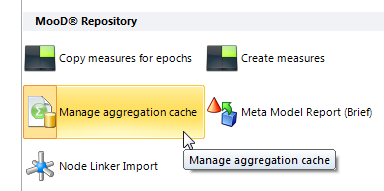 MooD® Repository
Copy measures for epochs
Create measures
Manage aggregation cache
Meta Model Report (Brief)
Node Linker Import
Manage aggregation cache